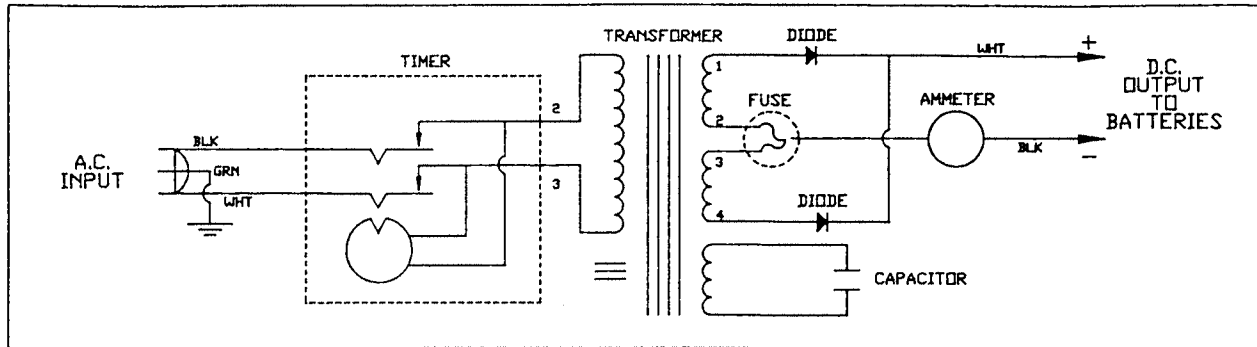 TRANSFORMER
DIODE
WHT
+
TIMER
1
D.C.
OUTPUT
TO
BATTERIES
FUSE
AMMETER
2
2
BLK
A.C.
INPUT
GRN
3
BLK
−
3
WHT
DIODE
4
CAPACITOR